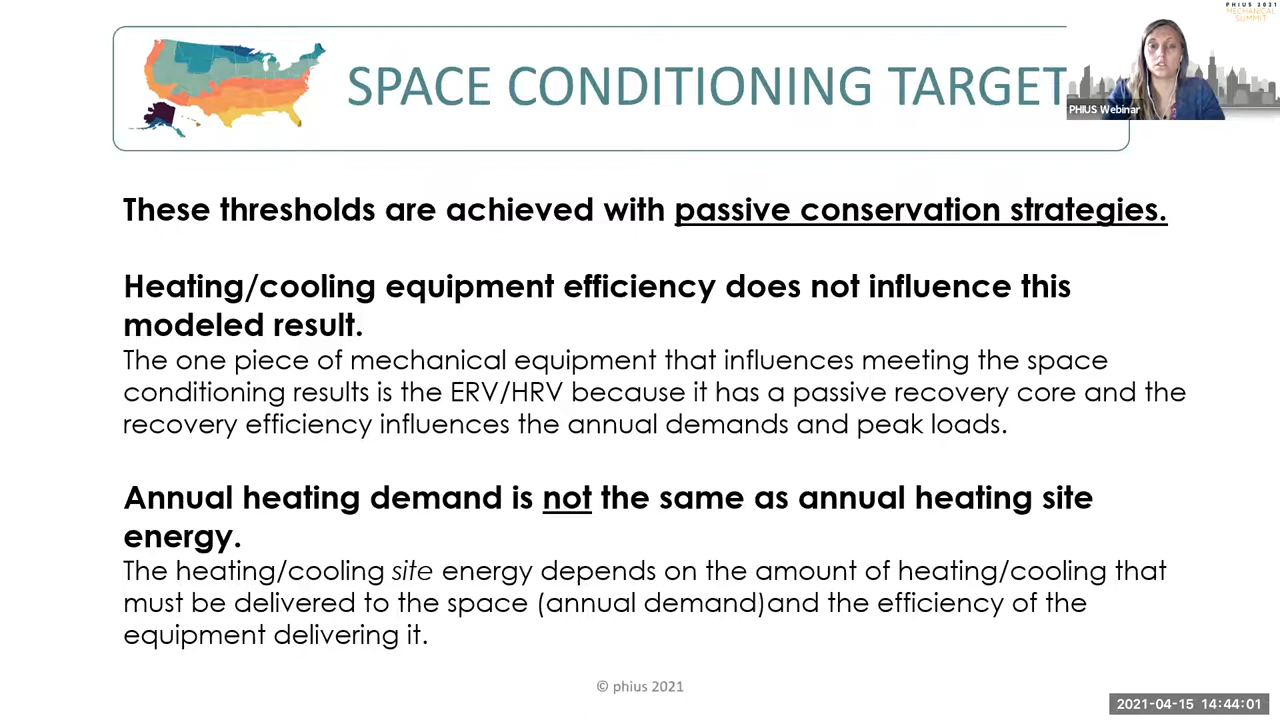 PHIUS 2021
MECHANICAL
SUMMIT
SPACE CONDITIONING TARGET
PHIUS Webinar
These thresholds are achieved with passive conservation strategies.
Heating/cooling equipment efficiency does not influence this
modeled result.
The one piece of mechanical equipment that influences meeting the space
conditioning results is the ERV/HRV because it has a passive recovery core and the
recovery efficiency influences the annual demands and peak loads.
Annual heating demand is not the same as annual heating site
energy.
The heating/cooling site energy depends on the amount of heating/cooling that
must be delivered to the space (annual demand)and the efficiency of the
equipment delivering it.
© phius 2021
2021-04-15 14:44:01